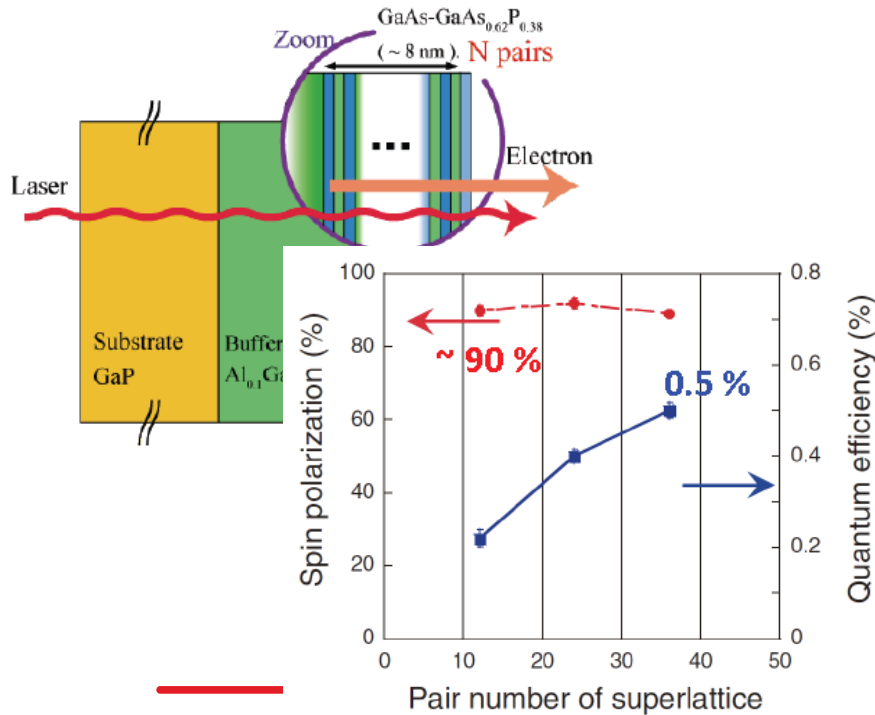 GaAs-GaAs0.62P0.38
Zoom
( ~ 8 nm ). N pairs
...
Laser
Electron
Substrate
GaP
Buffer
Al0.1Ga
Spin polarization (%)
100
80
60
40
20
0
~ 90 %
0.5 %
0.8
0.6
0.4
0.2
0
Quantum efficiency (%)
0 10 20 30 40 50
Pair number of superlattice